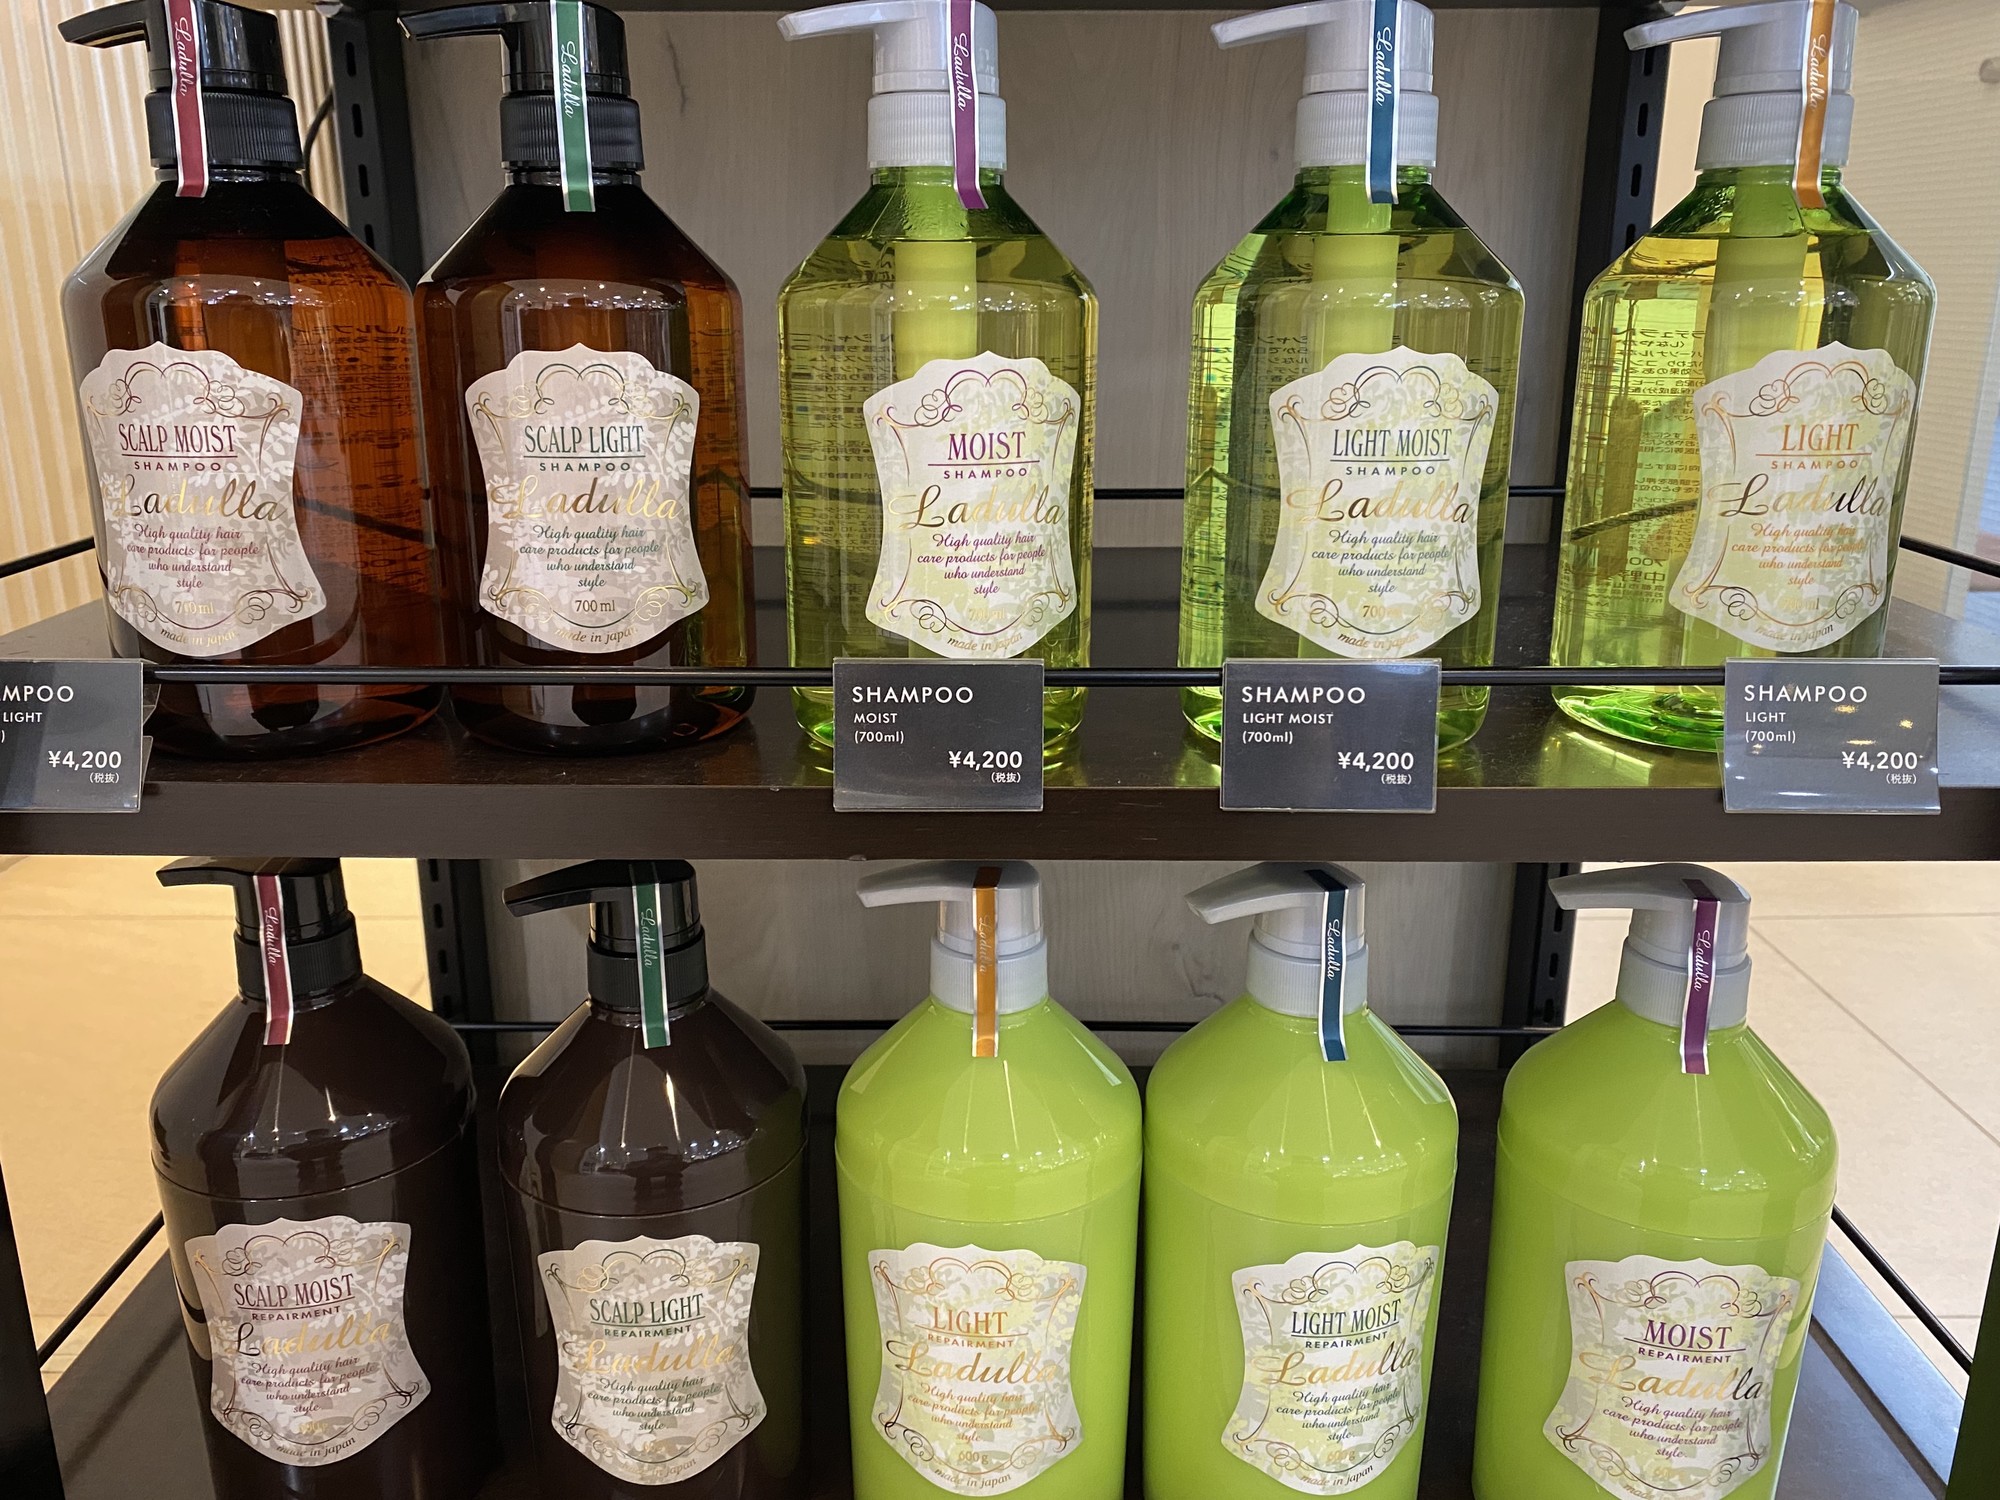 Ladulla
Ladulla
Ladulla
Ladulla
Ladulla
SCALP MOIST
SHAMPOO
Ladulla
High quality hair
care products for people
who understand
style
700ml
made in japan
SCALP LIGHT
SHAMPOO
Ladulla
High quality hair
care products for people
who understand
style
700ml
made in japan
MOIST
SHAMPOO
Ladulla
High quality hair
care products for people
who understand
style
700ml
made in japan
LIGHT MOIST
SHAMPOO
Ladulla
High quality hair
care products for people
who understand
style
made in japan
LIGHT
SHAMPOO
Ladulla
High quality hair
care products for people
who understand
style
made in japan
MPOO
LIGHT
)
¥4,200
(税抜)
SHAMPOO
MOIST
(700ml)
¥4,200
(税抜)
SHAMPOO
LIGHT MOIST
(700ml)
¥4,200
(税抜)
SHAMPOO
LIGHT
(700ml)
¥4,200
(税抜)
Ladulla
Ladulla
Ladulla
Ladulla
Ladulla
SCALP MOIST
REPAIRMENT
Ladulla
High quality hair
care products for people
who understand
style
made in japan
SCALP LIGHT
REPAIRMENT
Ladulla
High quality hair
care products for people
who understand
style
made in japan
LIGHT
REPAIRMENT
Ladulla
High quality hair
care products for people
who understand
style
600g
made in japan
LIGHT MOIST
REPAIRMENT
Ladulla
High quality hair
care products for people
who understand
style
600g
made in japan
MOIST
REPAIRMENT
Ladulla
High quality hair
care products for people
who understand
style
made in